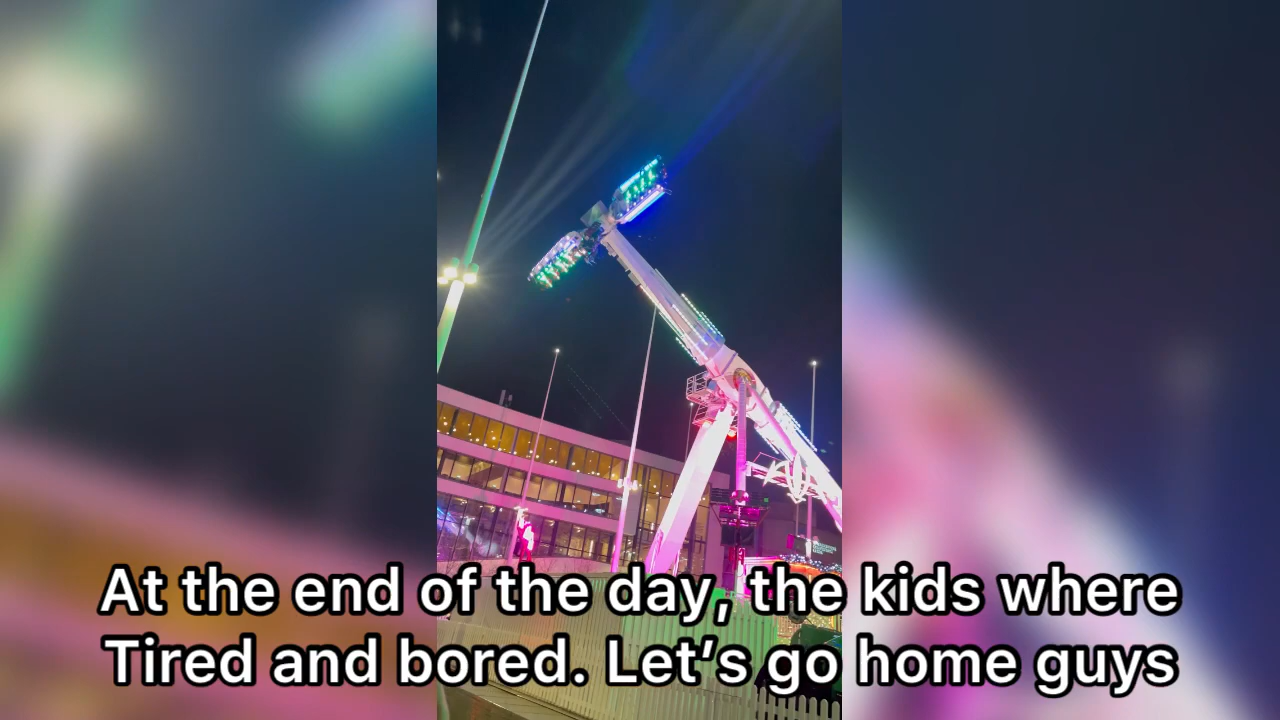 At the end of the day, the kids where
Tired and bored. Let’s go home guys